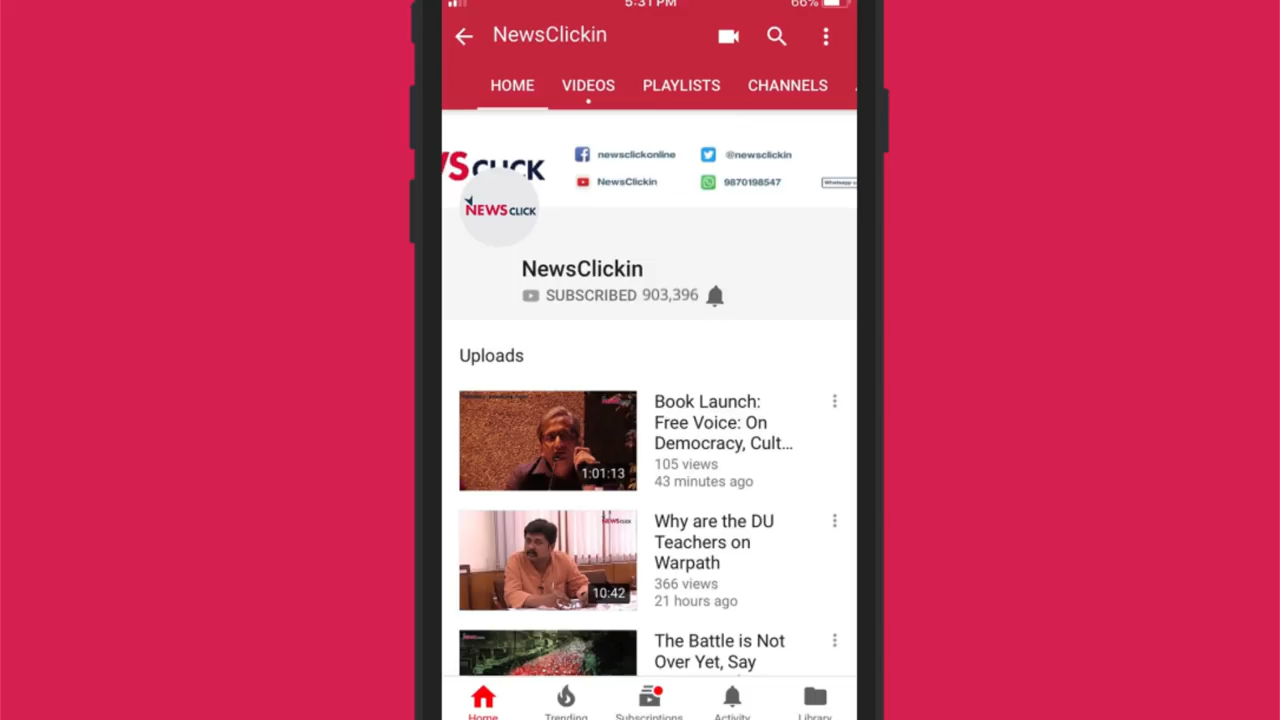 5:31 PM
66%
NewsClickin
HOME VIDEOS PLAYLISTS CHANNELS
S CLICK
newsclickonline
@newsclickin
NewsClickin
9870198547
NEWS CLICK
NewsClickin
SUBSCRIBED 903,396
Uploads
Book Launch:
Free Voice: On
Democracy, Cult...
105 views
43 minutes ago
1:01:13
NEWSCLICK
Why are the DU
Teachers on
Warpath
366 views
21 hours ago
10:42
The Battle is Not
Over Yet, Say
Home Trending Subscriptions Activity Library